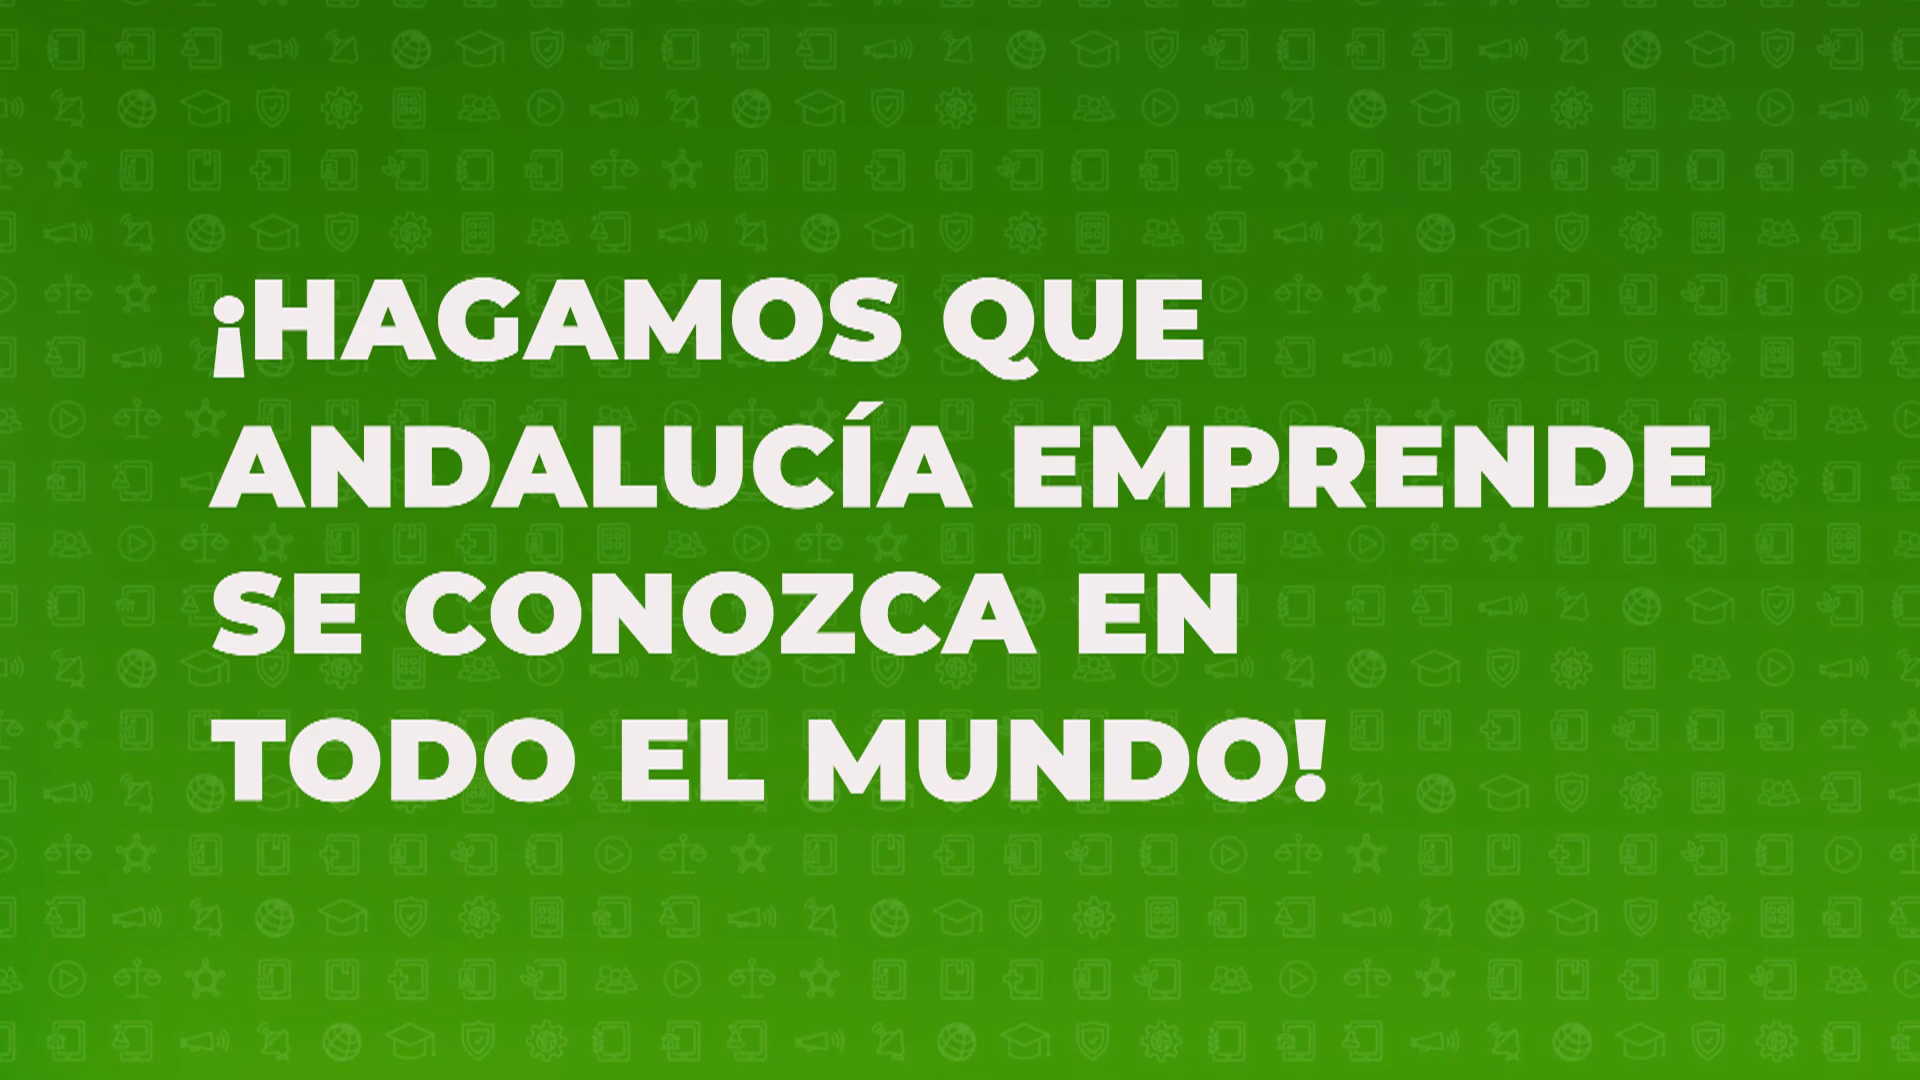 ¡HAGAMOS QUE
ANDALUCÍA EMPRENDE
SE CONOZCA EN
TODO EL MUNDO!